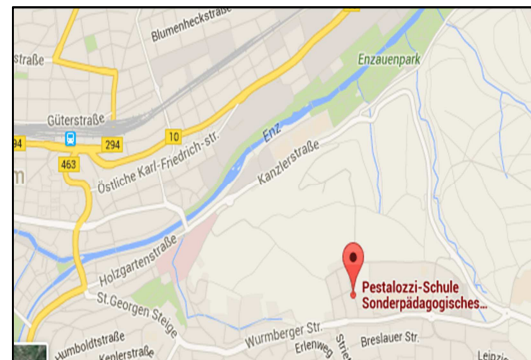 Blumenheckstraße
straße
Enzauenpark
Güterstraße
10
294
94
Enz
463
Östliche Karl-Friedrich-str.
Kanzlerstraße
m
Holzgartenstraße
Pestalozzi-Schule
Sonderpädagogisches...
St.Georgen Steige
Wurmberger Str.
Humboldtstraße
Breslauer Str.
Erlenweg
Leipzi
Keplerstraße